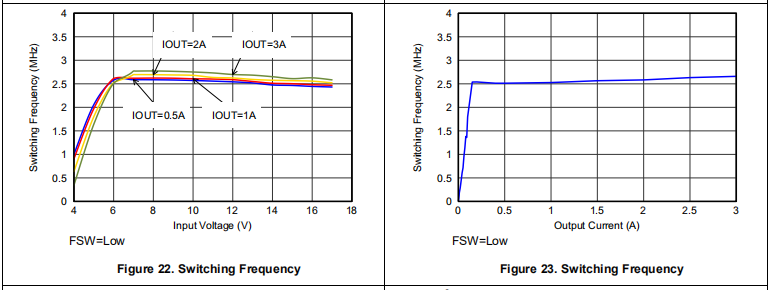 4
3.5
3
2.5
2
1.5
1
0.5
0
Switching Frequency (MHz)
IOUT=2A
IOUT=3A
IOUT=0.5A
IOUT=1A
4 6 8 10 12 14 16 18
Input Voltage (V)
FSW=Low
Figure 22. Switching Frequency
4
3.5
3
2.5
2
1.5
1
0.5
0
Switching Frequency (MHz)
0 0.5 1 1.5 2 2.5 3
Output Current (A)
FSW=Low
Figure 23. Switching Frequency